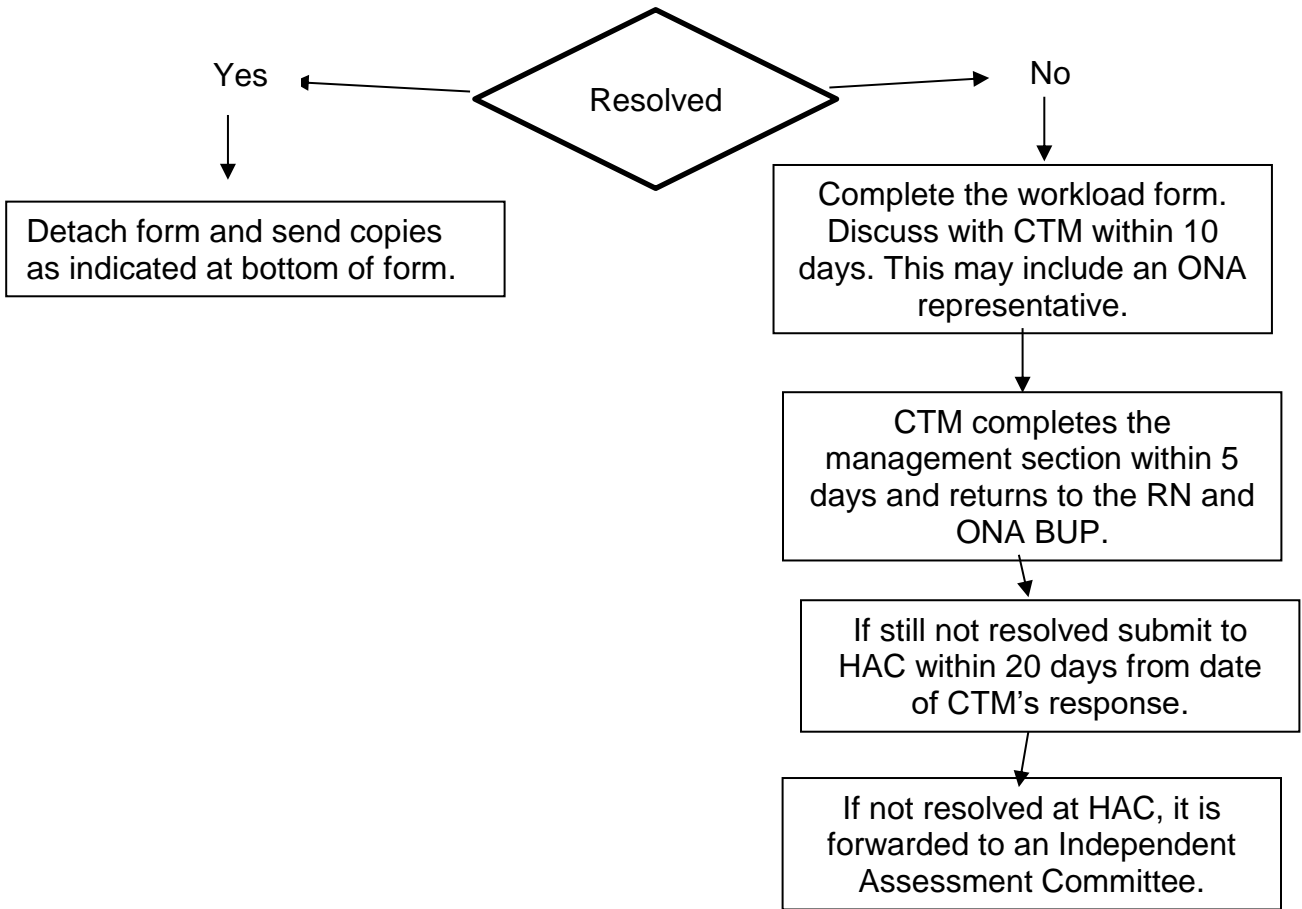 Yes
Resolved
No
Detach form and send copies
as indicated at bottom of form.
Complete the workload form.
Discuss with CTM within 10
days. This may include an ONA
representative.
CTM completes the
management section within 5
days and returns to the RN and
ONA BUP.
If still not resolved submit to
HAC within 20 days from date
of CTM’s response.
If not resolved at HAC, it is
forwarded to an Independent
Assessment Committee.